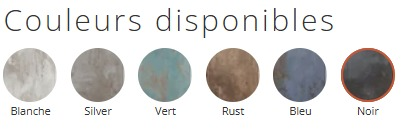 Couleurs disponibles
Blanche Silver Vert Rust Bleu Noir